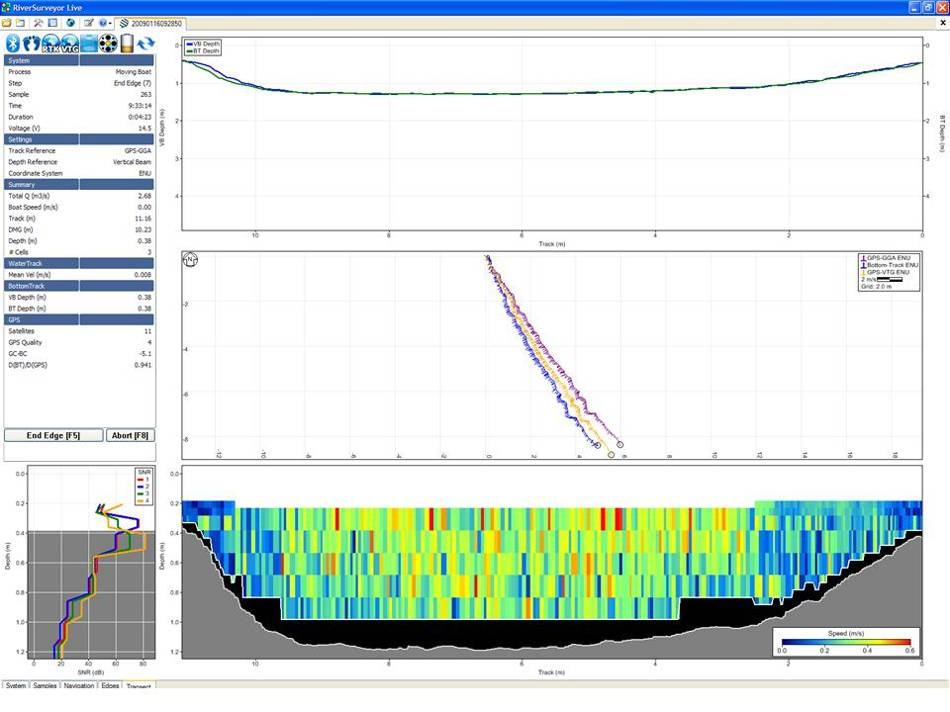 RiverSurveyor Live
20090116092850
RTK VTG
System
Process Moving Boat
Step End Edge (7)
Sample 263
Time 9:33:14
Duration 0:04:23
Voltage (V) 14.5
Settings
Track Reference GPS-GGA
Depth Reference Vertical Beam
Coordinate System ENU
Summary
Total Q (m3/s) 2.68
Boat Speed (m/s) 0.00
Track (m) 11.16
DMG (m) 10.23
Depth (m) 0.38
# Cells 3
WaterTrack
Mean Vel (m/s) 0.008
BottomTrack
VB Depth (m) 0.38
BT Depth (m) 0.38
GPS
Satellites 11
GPS Quality 4
GC-BC -5.1
D(BT)/D(GPS) 0.941
End Edge [F5] Abort [F8]
VB Depth
BT Depth
0 0
1 1
2 2
3 3
4 4
VB Depth (m)
BT Depth (m)
10 8 6 4 2 0
Track (m)
N
GPS-GGA ENU
Bottom-Track ENU
GPS-VTG ENU
2 m/s
Grid: 2.0 m
-2
-4
-6
-8
-12 -10 -8 -6 -4 -2 0 2 4 6 8 10 12 14 16 18
SNR
1
2
3
4
0.0
0.2
0.4
0.6
0.8
1.0
1.2
Depth (m)
0 20 40 60 80
SNR (dB)
0.0
0.2
0.4
0.6
0.8
1.0
1.2
Depth (m)
Speed (m/s)
0.0 0.2 0.4 0.6
10 8 6 4 2 0
Track (m)
System Samples Navigation Edges Transect